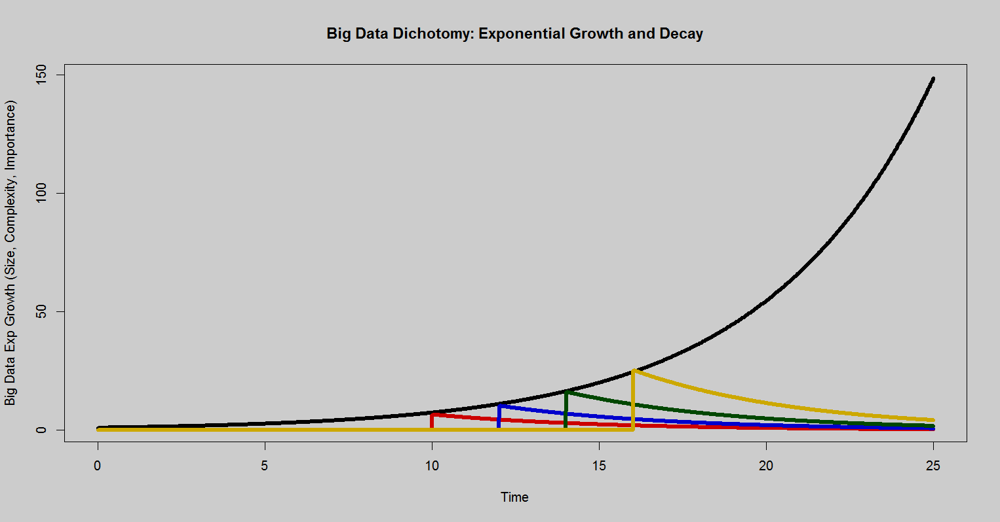 Big Data Dichotomy: Exponential Growth and Decay
Big Data Exp Growth (Size, Complexity, Importance)
150
100
50
0
0 5 10 15 20 25
Time